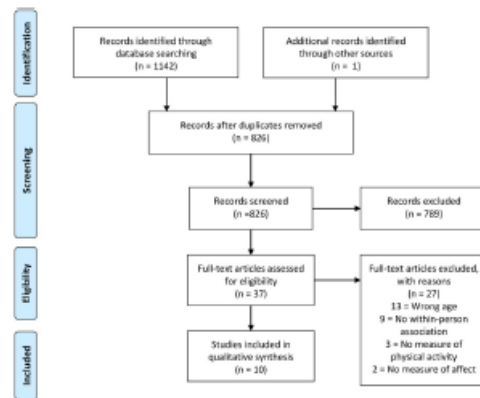 Identification
Records identified through
database searching
(n = 1142)
Additional records identified
through other sources
(n = 1)
Screening
Records after duplicates removed
(n = 826)
Records screened
(n =826)
Records excluded
(n = 789)
Eligibility
Full-text articles assessed
for eligibility
(n = 37)
Full-text articles excluded,
with reasons
(n = 27)
13 = Wrong age
9 = No within-person
association
3 = No measure of
physical activity
2 = No measure of affect
Included
Studies included in
qualitative synthesis
(n = 10)